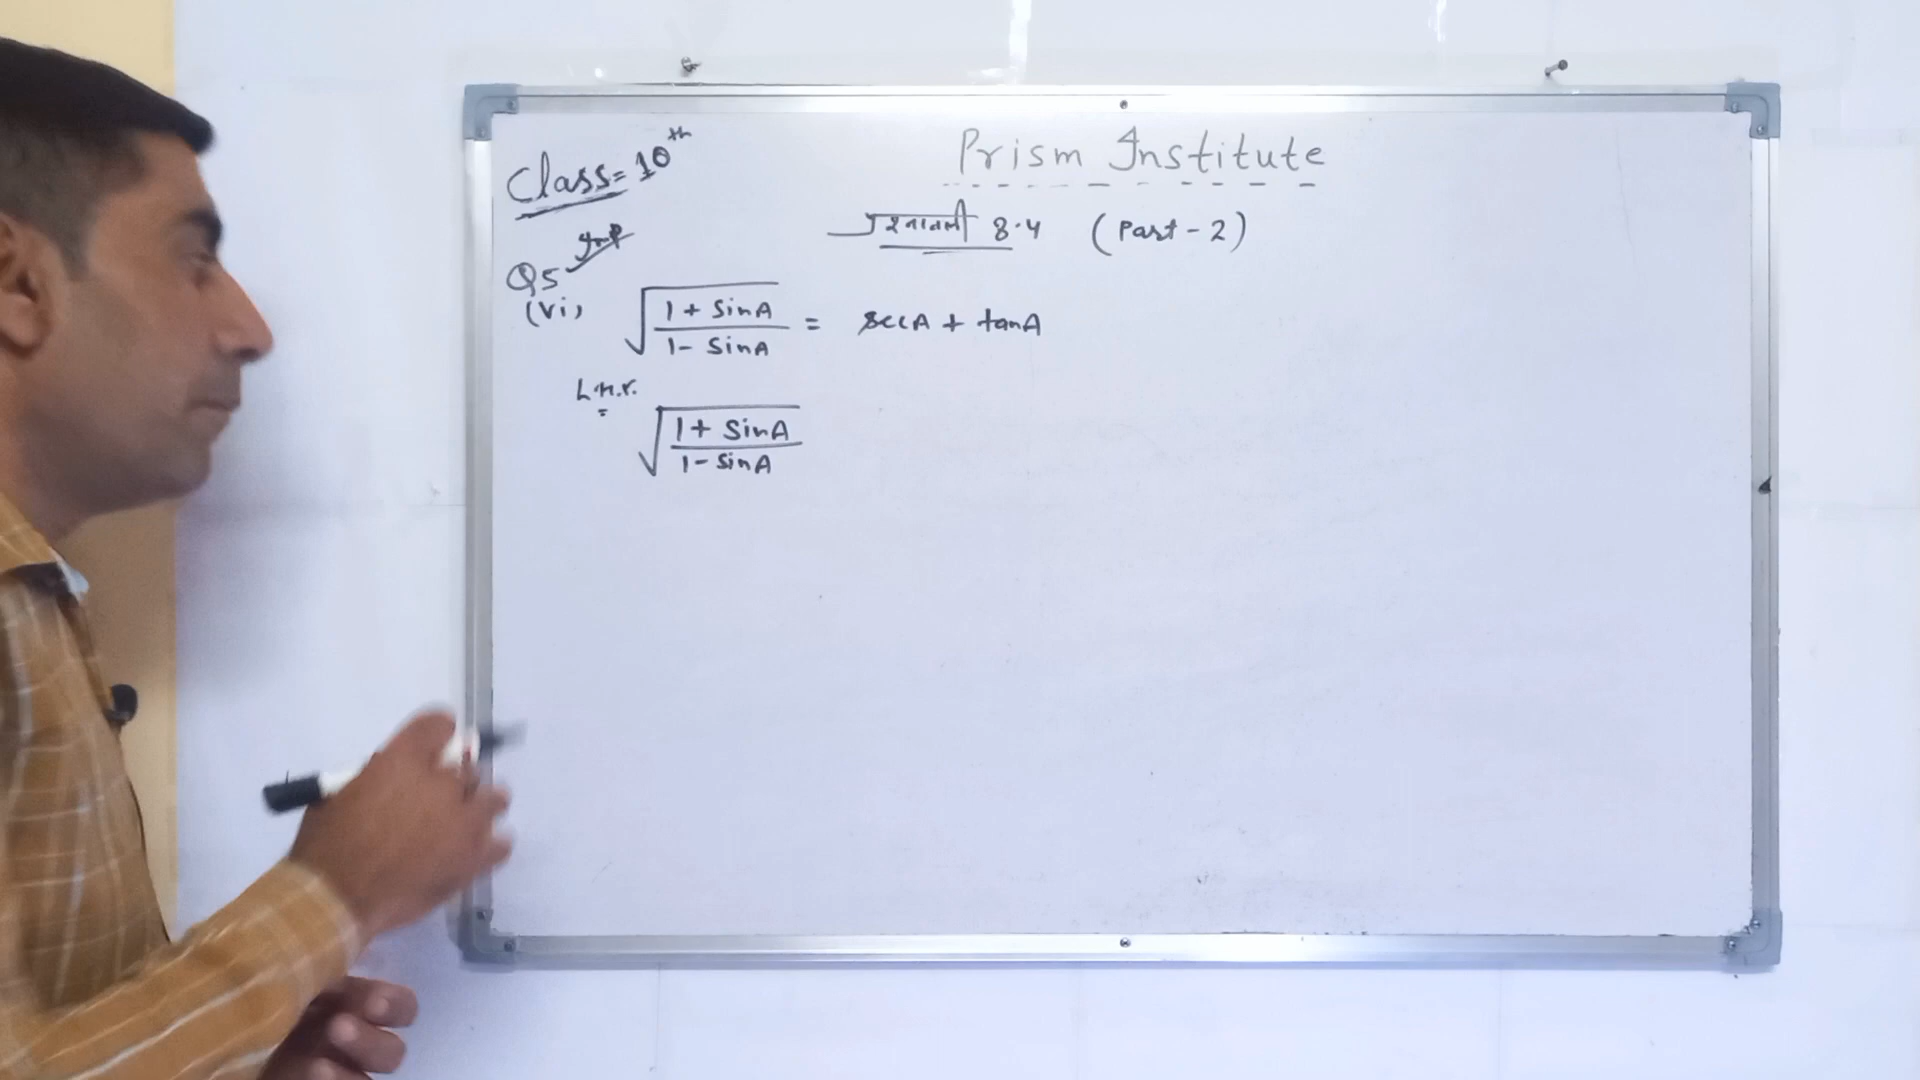 Class = 10th
Prism Institute
प्रश्नावली 8.4 (Part - 2)
Q5 Imp
(vi) √((1 + sinA)/(1 - sinA)) = secA + tanA
L.H.S.
= √((1 + sinA)/(1 - sinA))